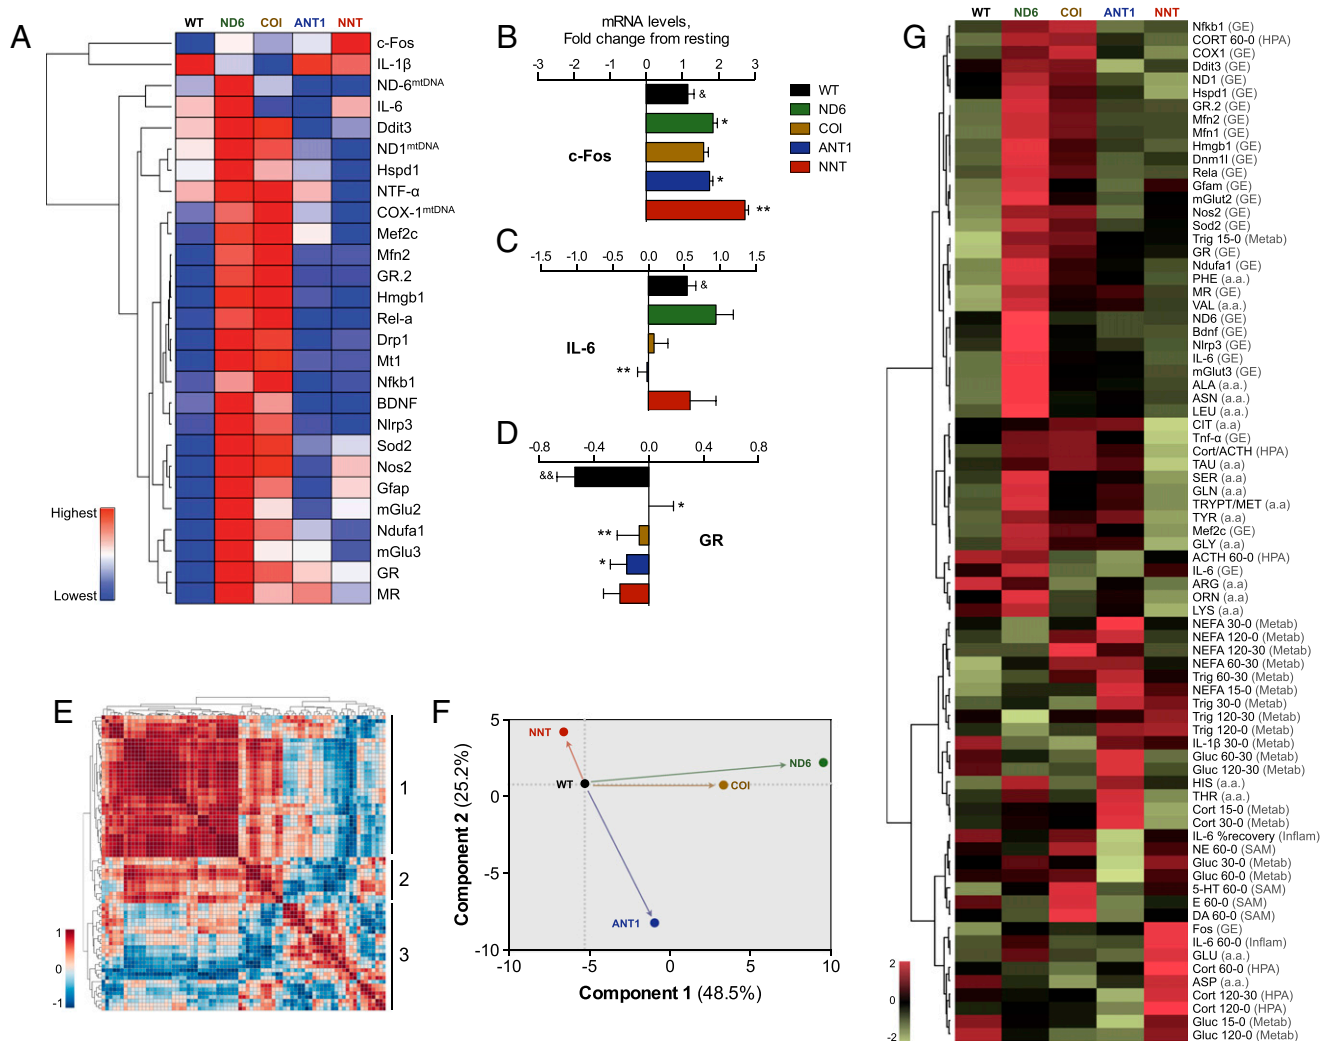 A
WT ND6 COI ANT1 NNT
c-Fos
IL-1β
ND-6mtDNA
IL-6
Ddit3
ND1mtDNA
Hspd1
NTF-α
COX-1mtDNA
Mef2c
Mfn2
GR.2
Hmgb1
Rel-a
Drp1
Mt1
Nfkb1
BDNF
Nlrp3
Sod2
Nos2
Gfap
mGlu2
Ndufa1
mGlu3
GR
MR
Highest
Lowest
B
mRNA levels,
Fold change from resting
-3 -2 -1 0 1 2 3
&
*
c-Fos
*
**
WT
ND6
COI
ANT1
NNT
C
-1.5 -1.0 -0.5 0.0 0.5 1.0 1.5
&
IL-6
**
D
-0.8 -0.4 0.0 0.4 0.8
&&
*
**
GR
*
E
1
2
3
1
0
-1
F
Component 2 (25.2%)
5
0
-5
-10
NNT
WT
ND6
COI
ANT1
-10 -5 0 5 10
Component 1 (48.5%)
G
WT ND6 COI ANT1 NNT
Nfkb1 (GE)
CORT 60-0 (HPA)
COX1 (GE)
Ddit3 (GE)
ND1 (GE)
Hspd1 (GE)
GR.2 (GE)
Mfn2 (GE)
Mfn1 (GE)
Hmgb1 (GE)
Dnm1l (GE)
Rela (GE)
Gfam (GE)
mGlut2 (GE)
Nos2 (GE)
Sod2 (GE)
Trig 15-0 (Metab)
GR (GE)
Ndufa1 (GE)
PHE (a.a.)
MR (GE)
VAL (a.a.)
ND6 (GE)
Bdnf (GE)
Nlrp3 (GE)
IL-6 (GE)
mGlut3 (GE)
ALA (a.a.)
ASN (a.a.)
LEU (a.a.)
CIT (a.a)
Tnf-α (GE)
Cort/ACTH (HPA)
TAU (a.a)
SER (a.a)
GLN (a.a)
TRYPT/MET (a.a)
TYR (a.a)
Mef2c (GE)
GLY (a.a)
ACTH 60-0 (HPA)
IL-6 (GE)
ARG (a.a)
ORN (a.a)
LYS (a.a)
NEFA 30-0 (Metab)
NEFA 120-0 (Metab)
NEFA 120-30 (Metab)
NEFA 60-30 (Metab)
Trig 60-30 (Metab)
NEFA 15-0 (Metab)
Trig 30-0 (Metab)
Trig 120-30 (Metab)
Trig 120-0 (Metab)
IL-1β 30-0 (Metab)
Gluc 60-30 (Metab)
Gluc 120-30 (Metab)
HIS (a.a.)
THR (a.a.)
Cort 15-0 (Metab)
Cort 30-0 (Metab)
IL-6 %recovery (Inflam)
NE 60-0 (SAM)
Gluc 30-0 (Metab)
Gluc 60-0 (Metab)
5-HT 60-0 (SAM)
E 60-0 (SAM)
DA 60-0 (SAM)
Fos (GE)
IL-6 60-0 (Inflam)
GLU (a.a.)
Cort 60-0 (HPA)
ASP (a.a.)
Cort 120-30 (HPA)
Cort 120-0 (HPA)
Gluc 15-0 (Metab)
Gluc 120-0 (Metab)
2
0
-2